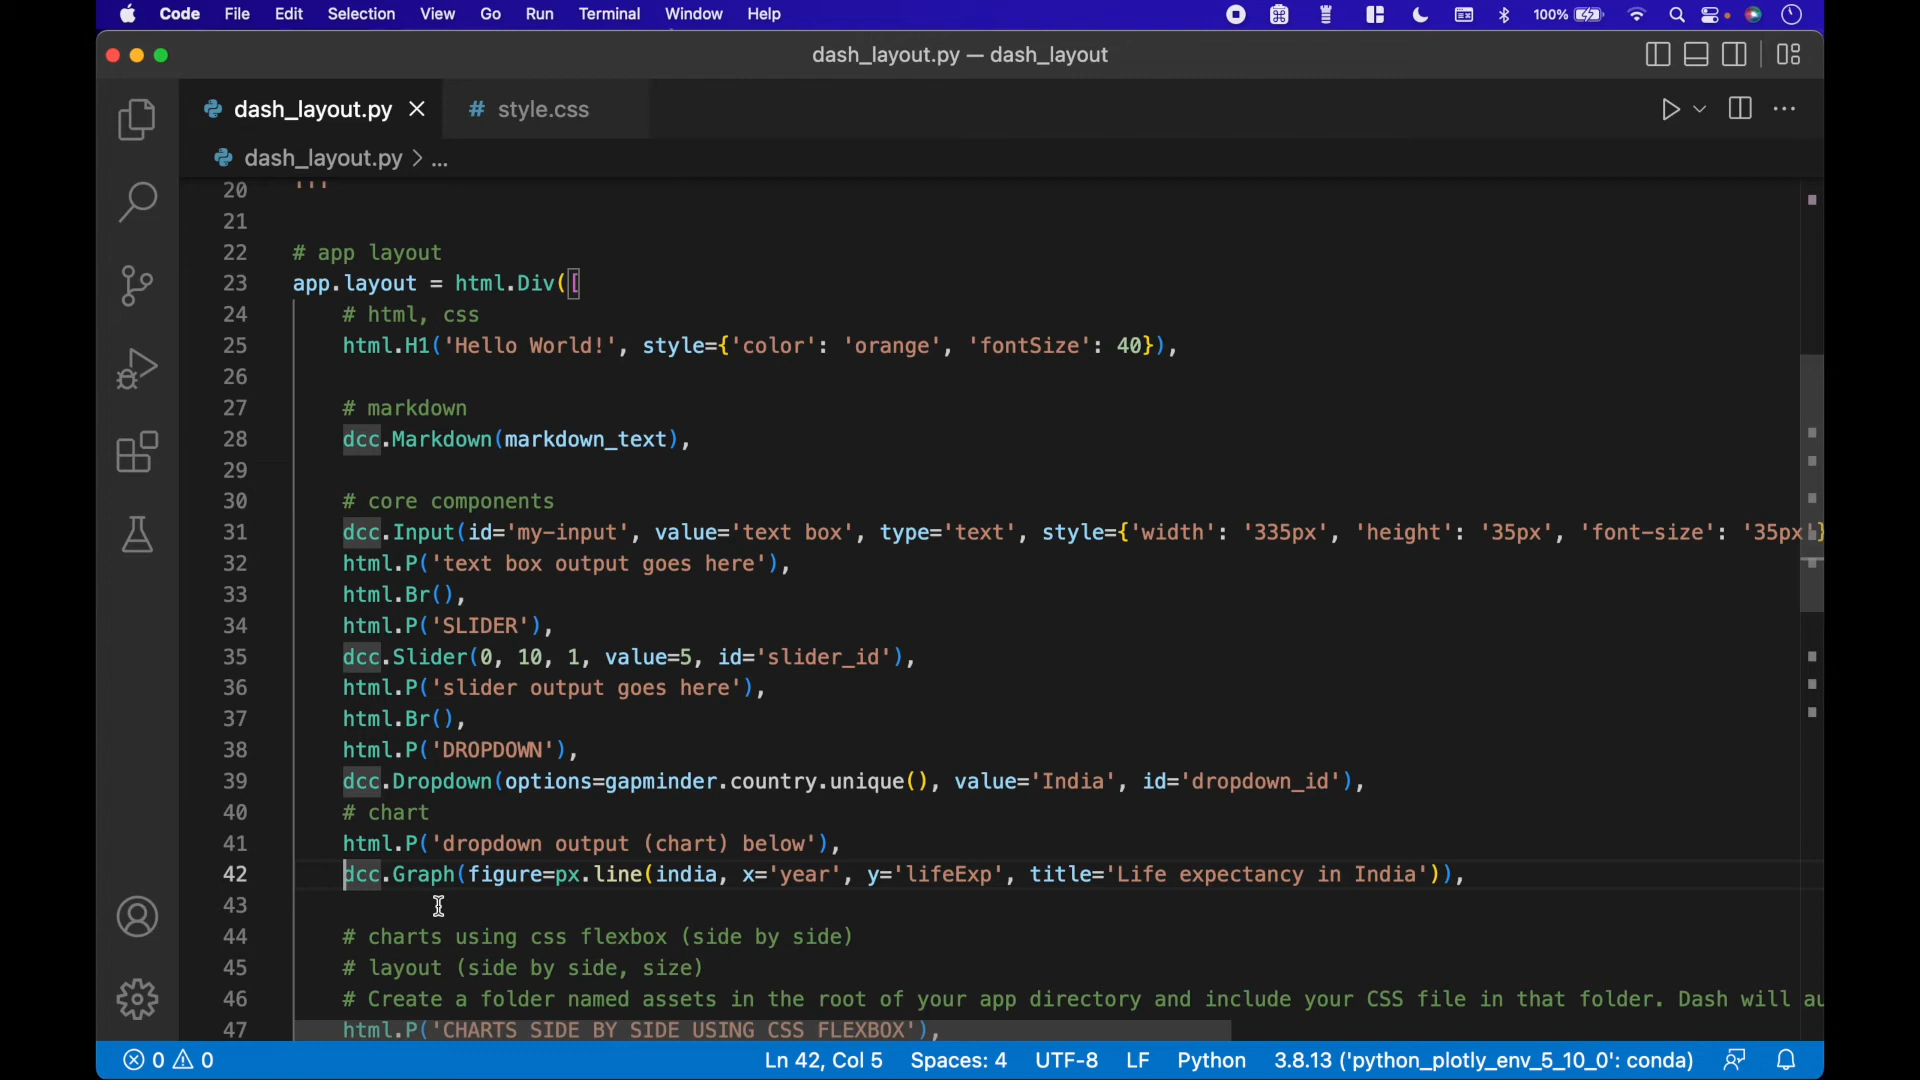 Code File Edit Selection View Go Run Terminal Window Help 100%
dash_layout.py — dash_layout
dash_layout.py # style.css
dash_layout.py > ...
20 '''
21
22 # app layout
23 app.layout = html.Div([
24 # html, css
25 html.H1('Hello World!', style={'color': 'orange', 'fontSize': 40}),
26
27 # markdown
28 dcc.Markdown(markdown_text),
29
30 # core components
31 dcc.Input(id='my-input', value='text box', type='text', style={'width': '335px', 'height': '35px', 'font-size': '35px'}
32 html.P('text box output goes here'),
33 html.Br(),
34 html.P('SLIDER'),
35 dcc.Slider(0, 10, 1, value=5, id='slider_id'),
36 html.P('slider output goes here'),
37 html.Br(),
38 html.P('DROPDOWN'),
39 dcc.Dropdown(options=gapminder.country.unique(), value='India', id='dropdown_id'),
40 # chart
41 html.P('dropdown output (chart) below'),
42 dcc.Graph(figure=px.line(india, x='year', y='lifeExp', title='Life expectancy in India')),
43
44 # charts using css flexbox (side by side)
45 # layout (side by side, size)
46 # Create a folder named assets in the root of your app directory and include your CSS file in that folder. Dash will au
47 html.P('CHARTS SIDE BY SIDE USING CSS FLEXBOX'),
0 0 Ln 42, Col 5 Spaces: 4 UTF-8 LF Python 3.8.13 ('python_plotly_env_5_10_0': conda)